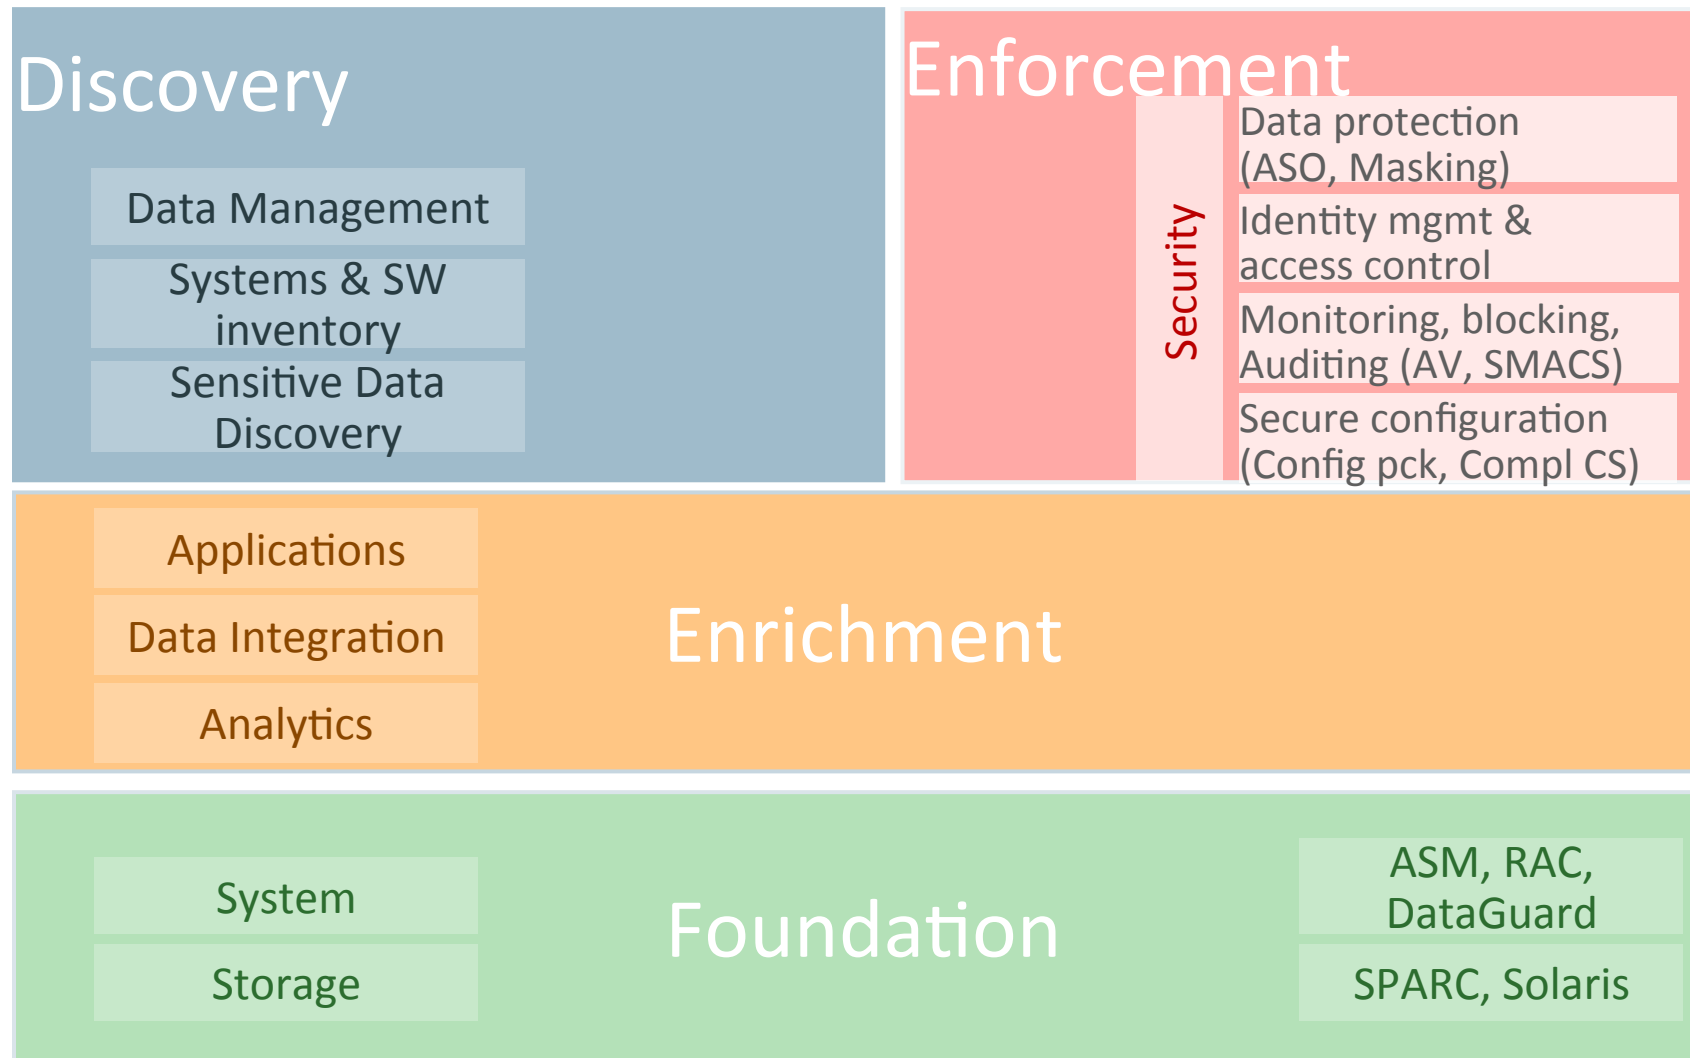 Discovery
Data Management
Systems & SW
inventory
Sensitive Data
Discovery
Enforcement
Security
Data protection
(ASO, Masking)
Identity mgmt &
access control
Monitoring, blocking,
Auditing (AV, SMACS)
Secure configuration
(Config pck, Compl CS)
Applications
Data Integration
Analytics
Enrichment
System
Storage
Foundation
ASM, RAC,
DataGuard
SPARC, Solaris